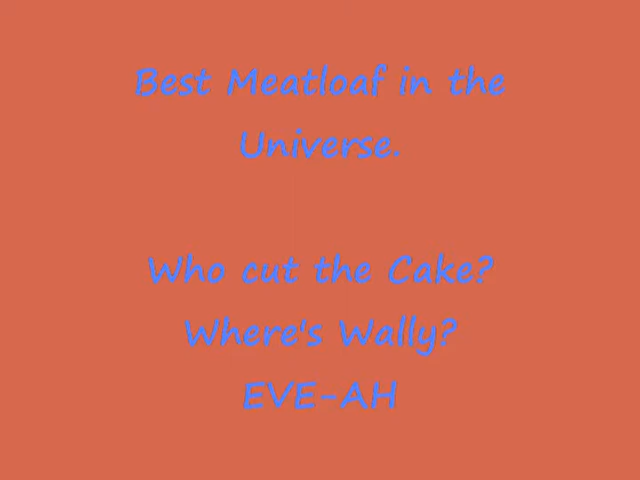 Best Meatloaf in the
Universe.
Who cut the Cake?
Where's Wally?
EVE-AH